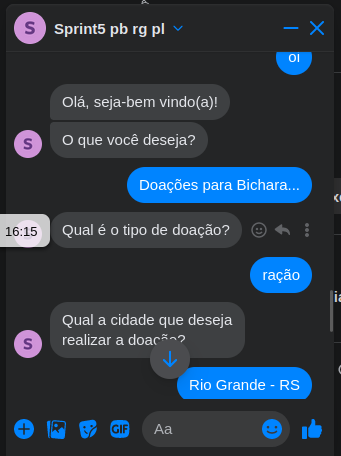 Sprint5 pb rg pl
oi
Olá, seja-bem vindo(a)!
O que você deseja?
Doações para Bichara...
16:15
Qual é o tipo de doação?
ração
Qual a cidade que deseja
realizar a doação?
Rio Grande - RS
GIF
Aa